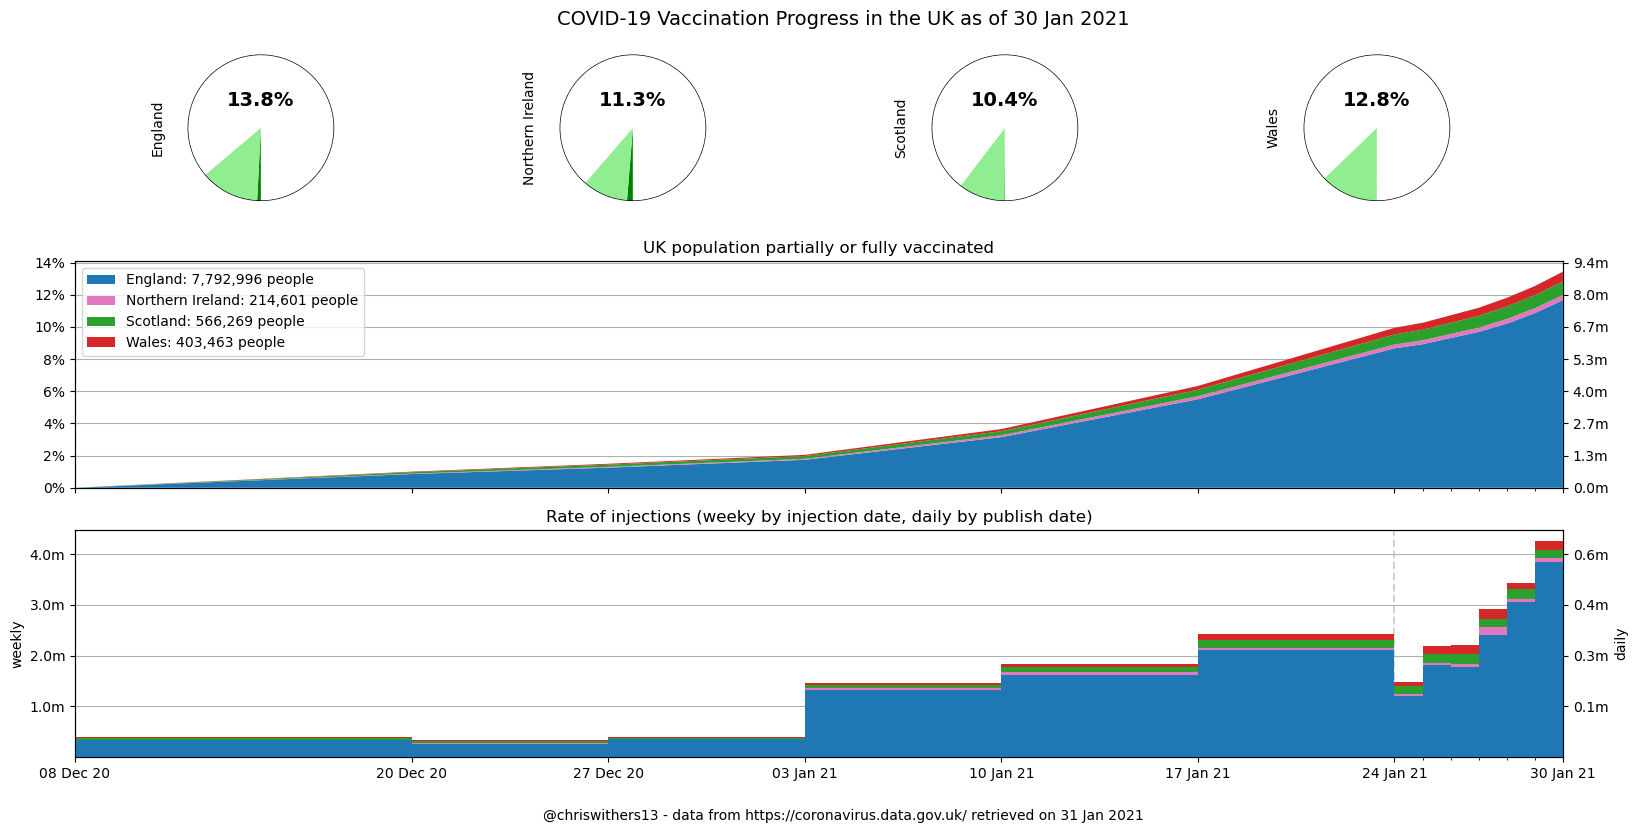 COVID-19 Vaccination Progress in the UK as of 30 Jan 2021
England
13.8%
Northern Ireland
11.3%
Scotland
10.4%
Wales
12.8%
UK population partially or fully vaccinated
England: 7,792,996 people
Northern Ireland: 214,601 people
Scotland: 566,269 people
Wales: 403,463 people
14%
12%
10%
8%
6%
4%
2%
0%
9.4m
8.0m
6.7m
5.3m
4.0m
2.7m
1.3m
0.0m
Rate of injections (weeky by injection date, daily by publish date)
weekly
4.0m
3.0m
2.0m
1.0m
0.6m
0.4m
0.3m
0.1m
daily
08 Dec 20
20 Dec 20
27 Dec 20
03 Jan 21
10 Jan 21
17 Jan 21
24 Jan 21
30 Jan 21
@chriswithers13 - data from https://coronavirus.data.gov.uk/ retrieved on 31 Jan 2021